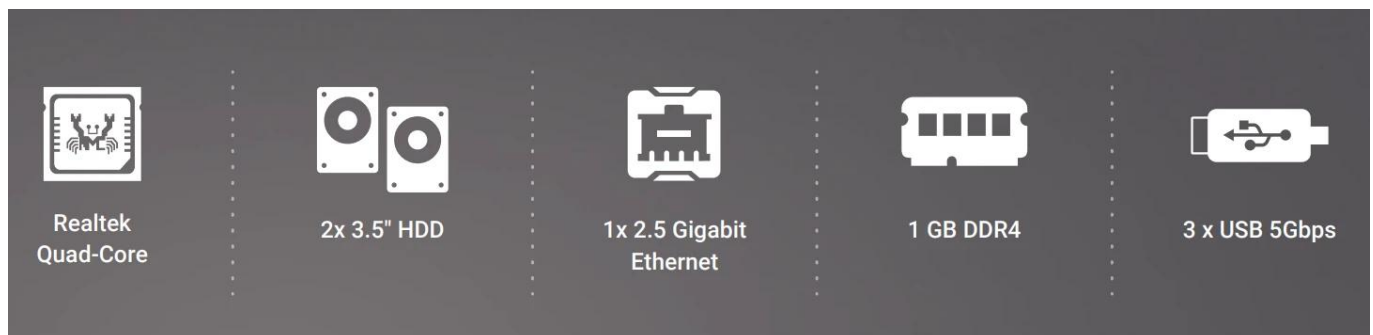 Realtek
Quad-Core
2x 3.5" HDD
1x 2.5 Gigabit
Ethernet
1 GB DDR4
3 x USB 5Gbps